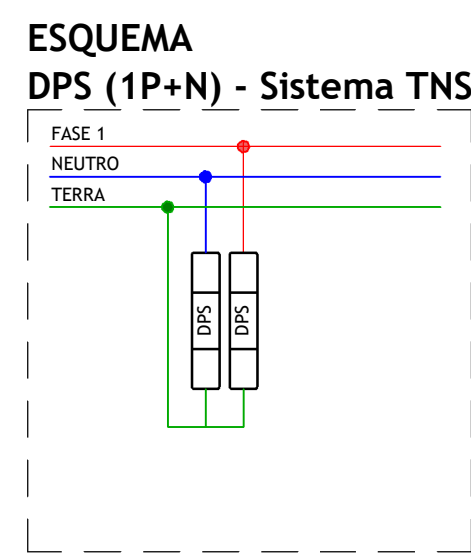 ESQUEMA
DPS (1P+N) - Sistema TNS
FASE 1
NEUTRO
TERRA
DPS
DPS